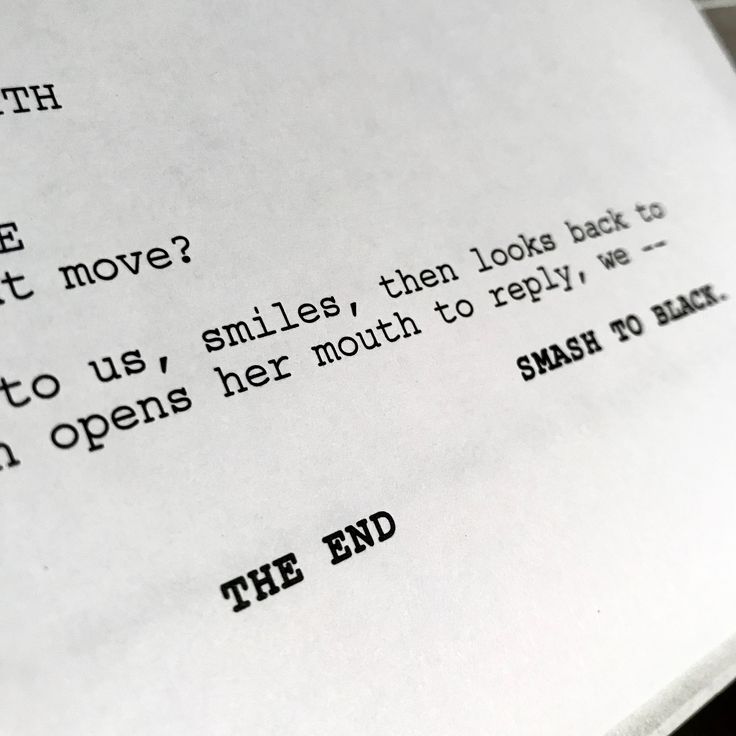 TH
E
t move?
to us, smiles, then looks back to
opens her mouth to reply, we --
SMASH TO BLACK.
THE END